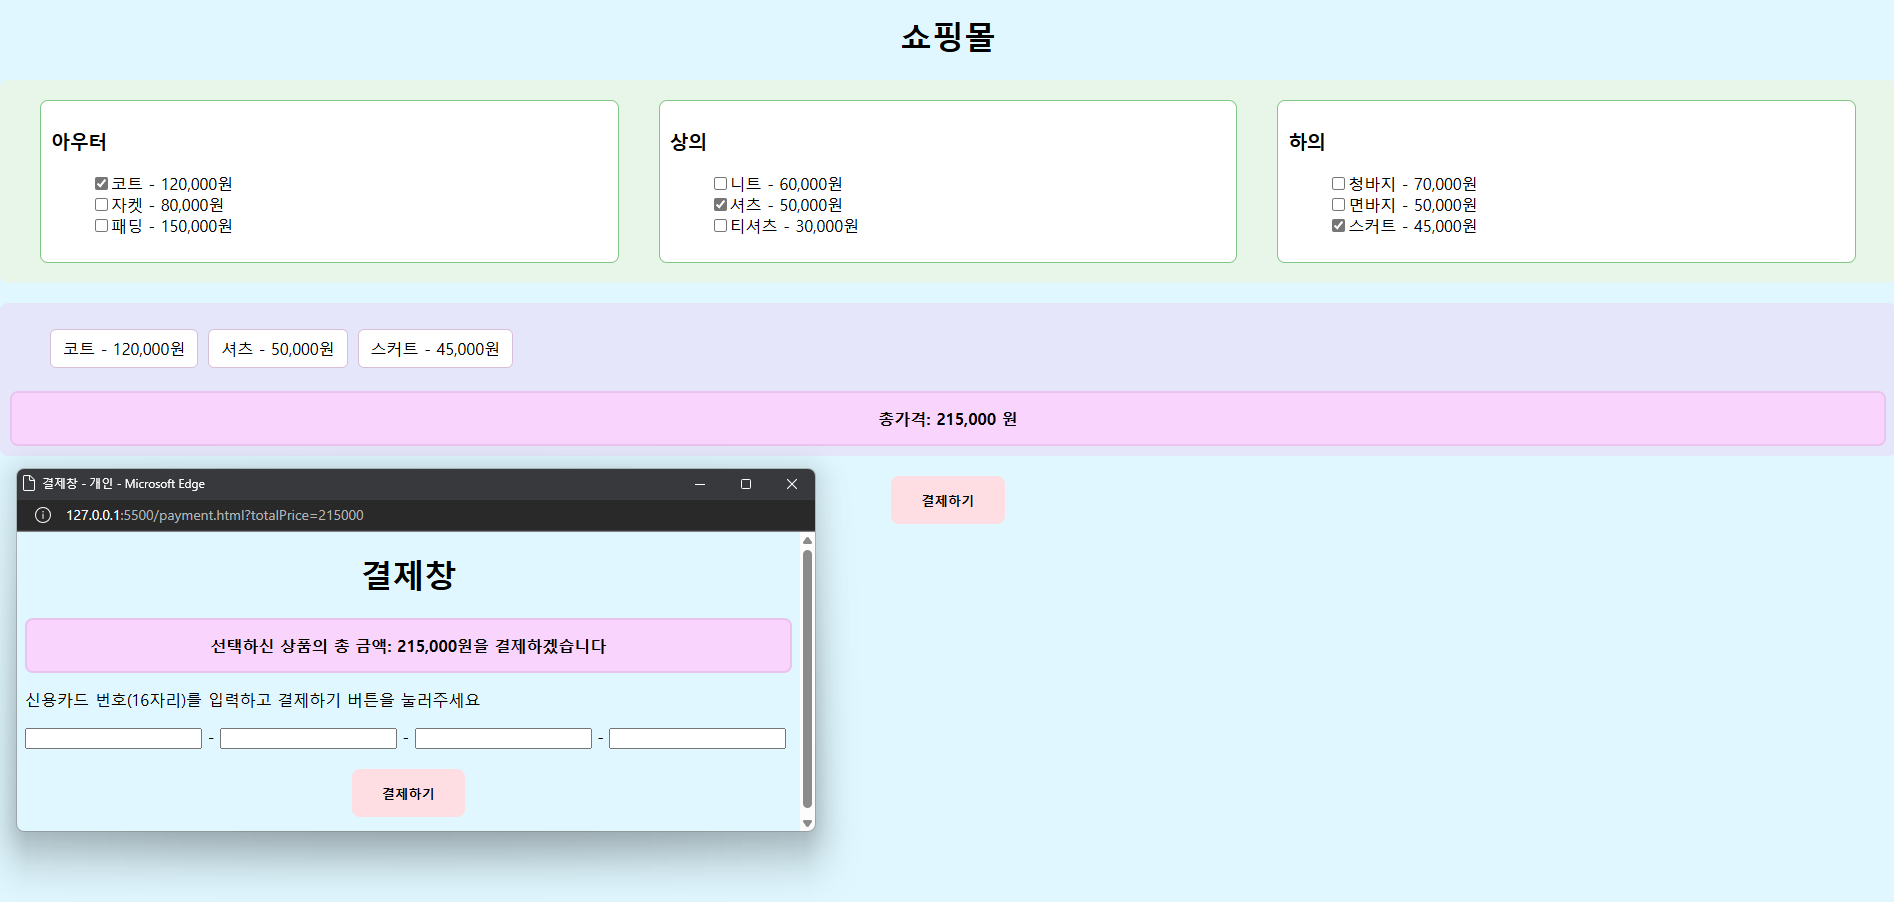 쇼핑몰
아우터
코트 - 120,000원
자켓 - 80,000원
패딩 - 150,000원
상의
니트 - 60,000원
셔츠 - 50,000원
티셔츠 - 30,000원
하의
청바지 - 70,000원
면바지 - 50,000원
스커트 - 45,000원
코트 - 120,000원
셔츠 - 50,000원
스커트 - 45,000원
총가격: 215,000 원
결제하기
결제창 - 개인 - Microsoft Edge
127.0.0.1:5500/payment.html?totalPrice=215000
결제창
선택하신 상품의 총 금액: 215,000원을 결제하겠습니다
신용카드 번호(16자리)를 입력하고 결제하기 버튼을 눌러주세요
- - -
결제하기